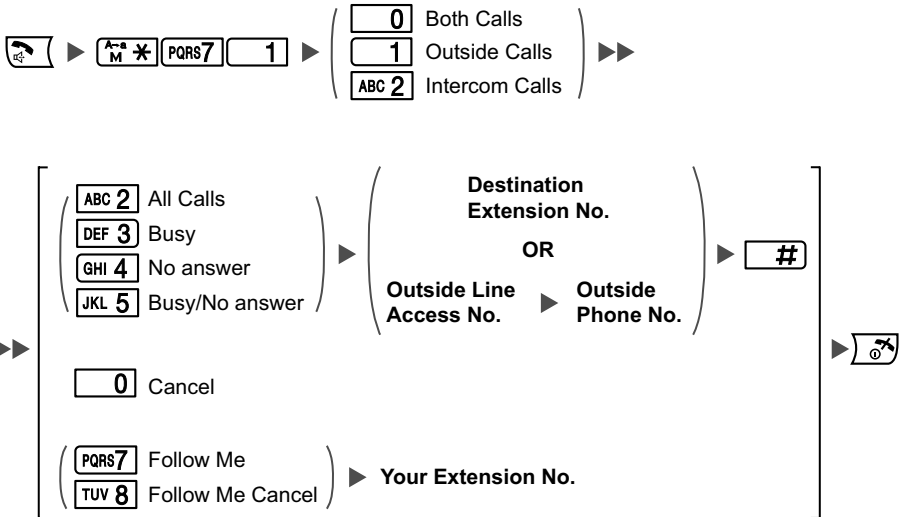 0 Both Calls
A→a M * PQRS7 1 1 Outside Calls
ABC 2 Intercom Calls
ABC 2 All Calls
DEF 3 Busy
GHI 4 No answer
JKL 5 Busy/No answer
Destination
Extension No.
OR
Outside Line
Access No.
Outside
Phone No.
#
0 Cancel
PQRS7 Follow Me
TUV 8 Follow Me Cancel
Your Extension No.